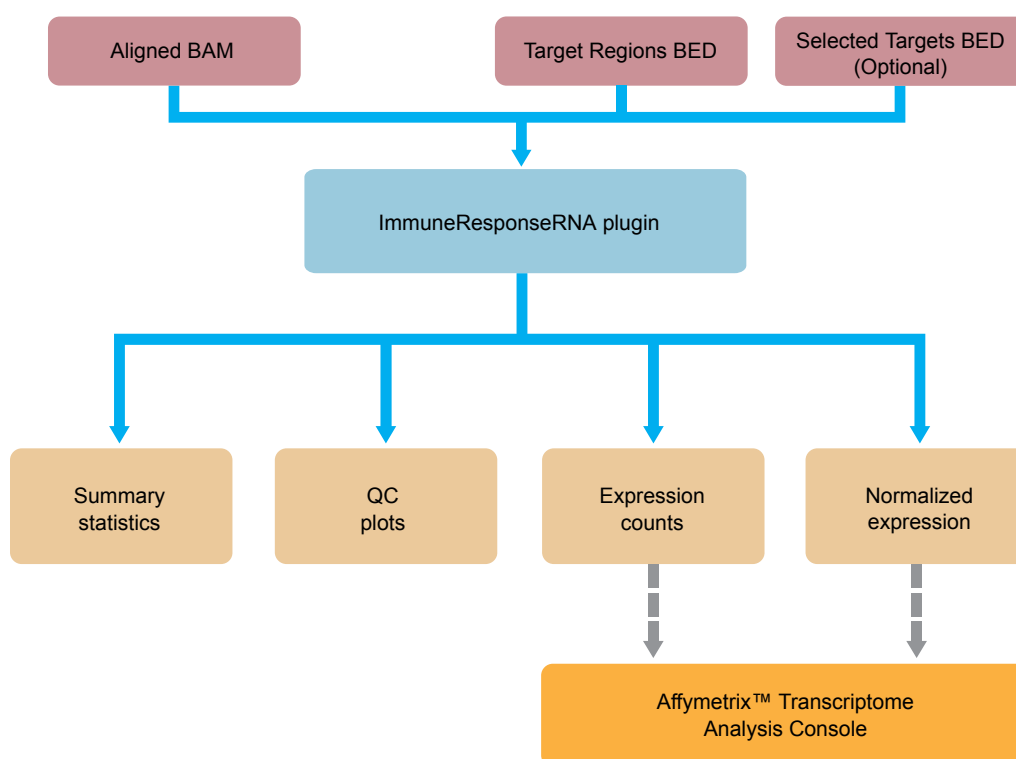 Aligned BAM
Target Regions BED
Selected Targets BED
(Optional)
ImmuneResponseRNA plugin
Summary
statistics
QC
plots
Expression
counts
Normalized
expression
Affymetrix™ Transcriptome
Analysis Console